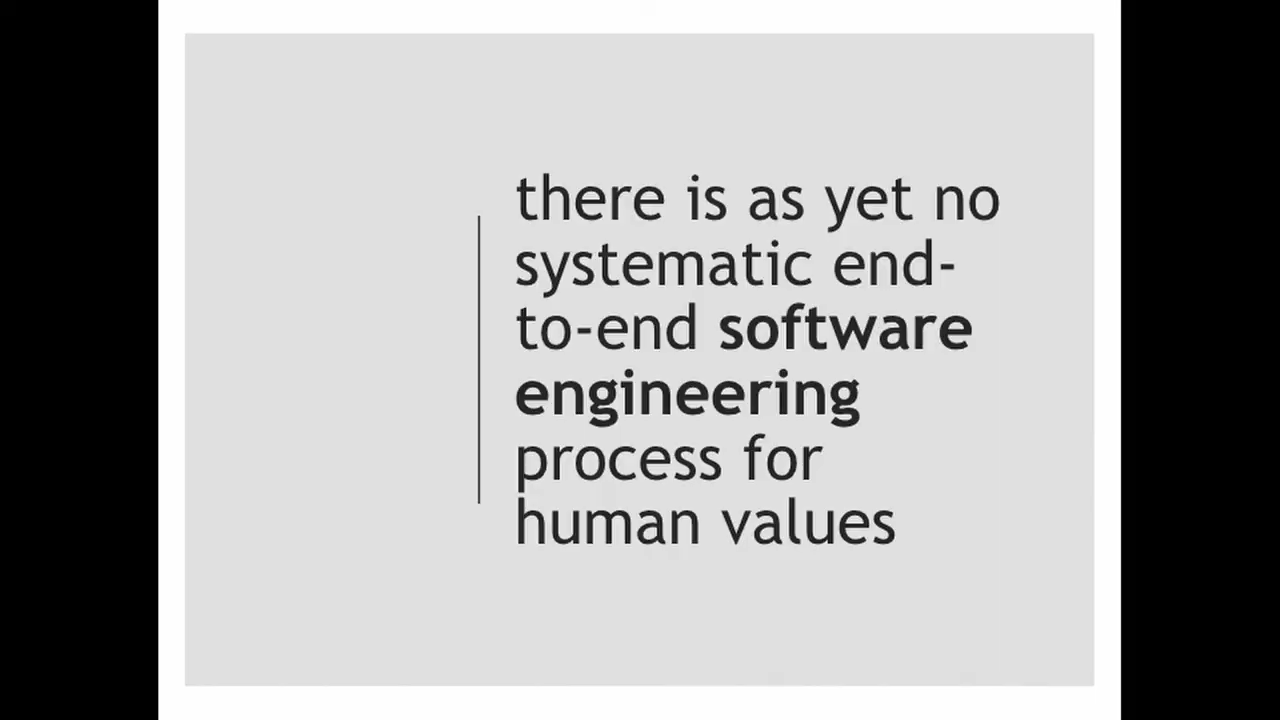 there is as yet no
systematic end-
to-end software
engineering
process for
human values